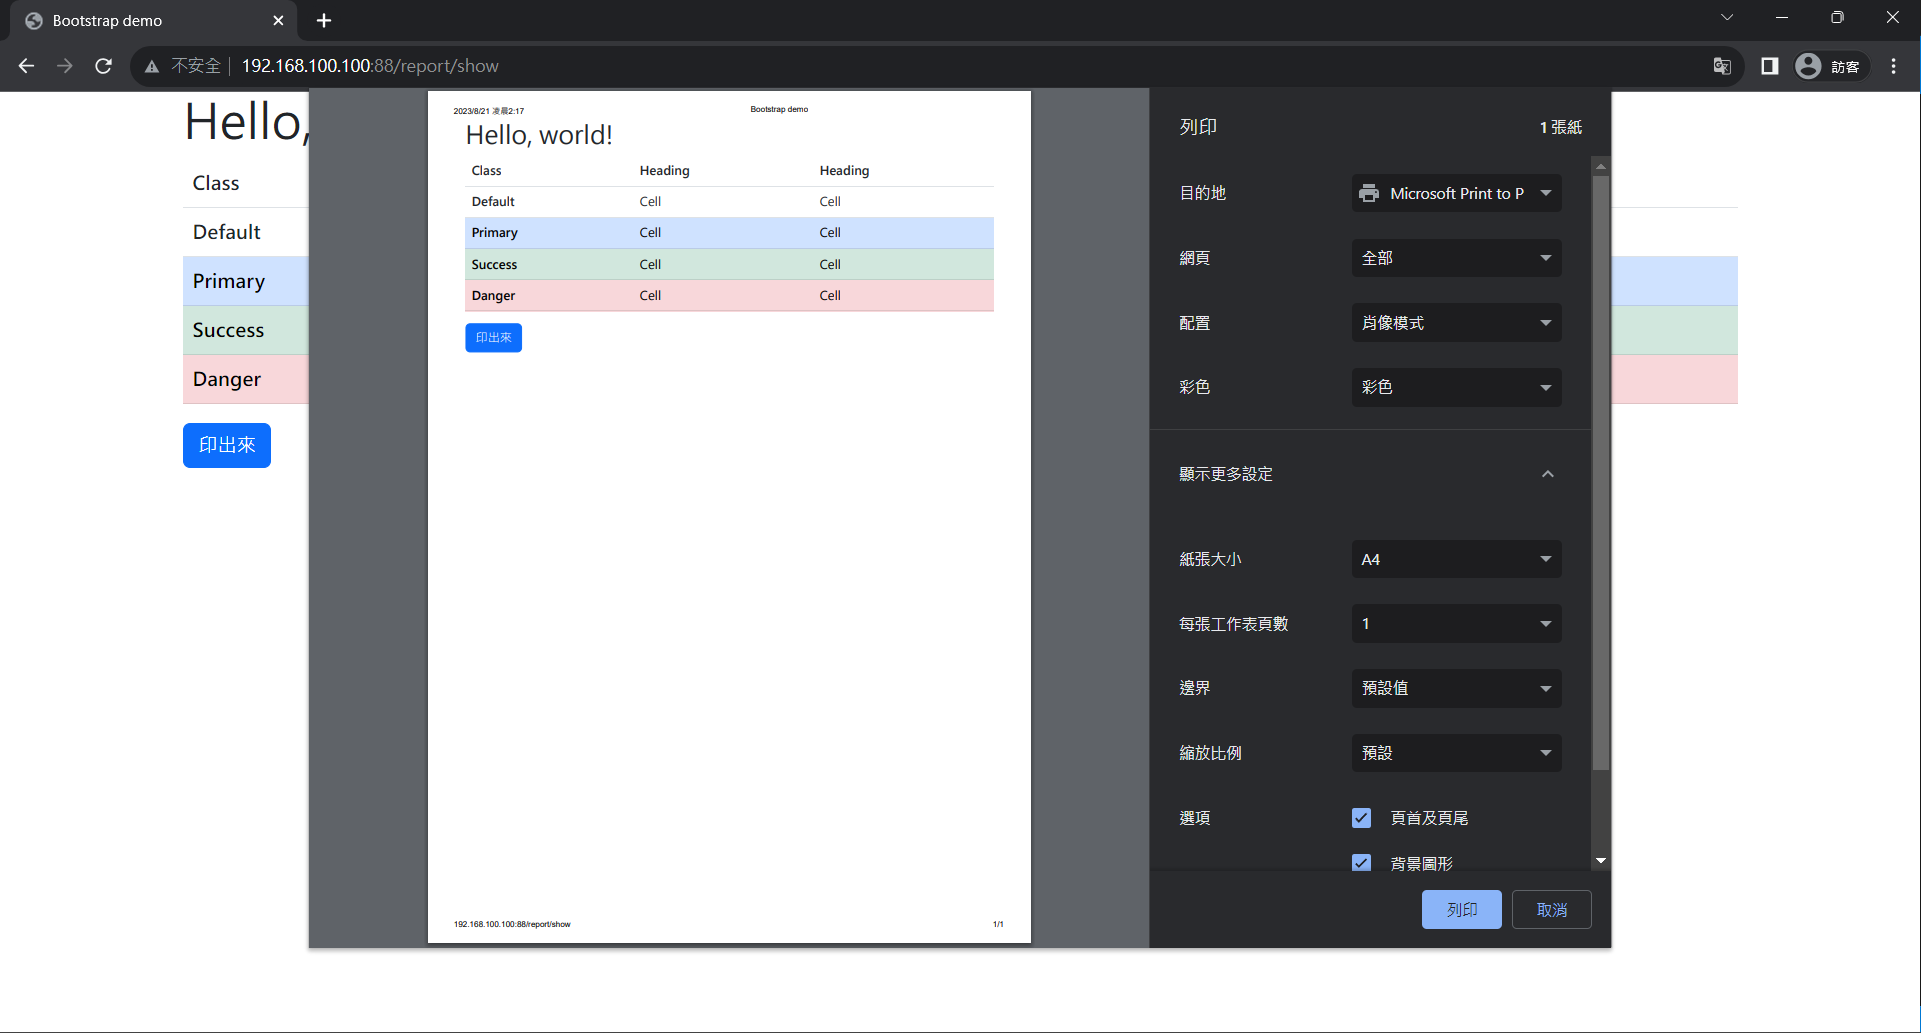 Bootstrap demo
不安全 192.168.100.100:88/report/show
訪客
Hello,
Class
Default
Primary
Success
Danger
印出來
2023/8/21 凌晨2:17 Bootstrap demo
Hello, world!
Class Heading Heading
Default Cell Cell
Primary Cell Cell
Success Cell Cell
Danger Cell Cell
印出來
192.168.100.100:88/report/show 1/1
列印 1 張紙
目的地 Microsoft Print to P
網頁 全部
配置 肖像模式
彩色 彩色
顯示更多設定
紙張大小 A4
每張工作表頁數 1
邊界 預設值
縮放比例 預設
選項 頁首及頁尾
背景圖形
列印 取消